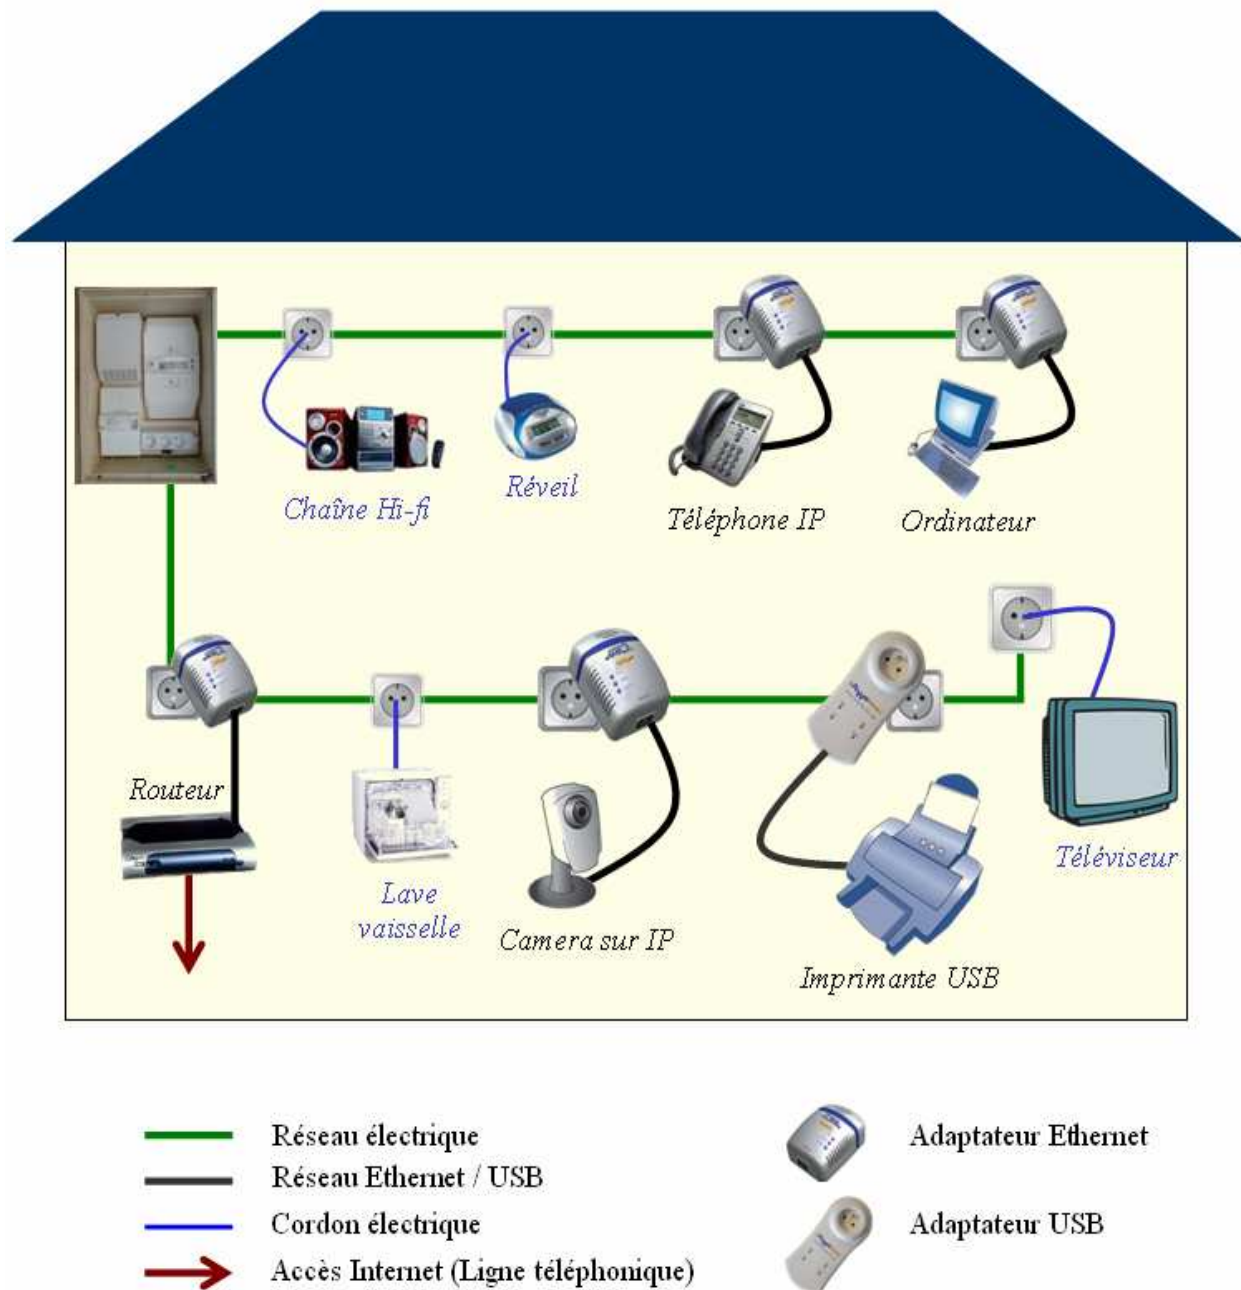 Chaîne Hi-fi
Réveil
Téléphone IP
Ordinateur
Routeur
Lave
vaisselle
Camera sur IP
Imprimante USB
Téléviseur
Réseau électrique
Réseau Ethernet / USB
Cordon électrique
Accès Internet (Ligne téléphonique)
Adaptateur Ethernet
Adaptateur USB